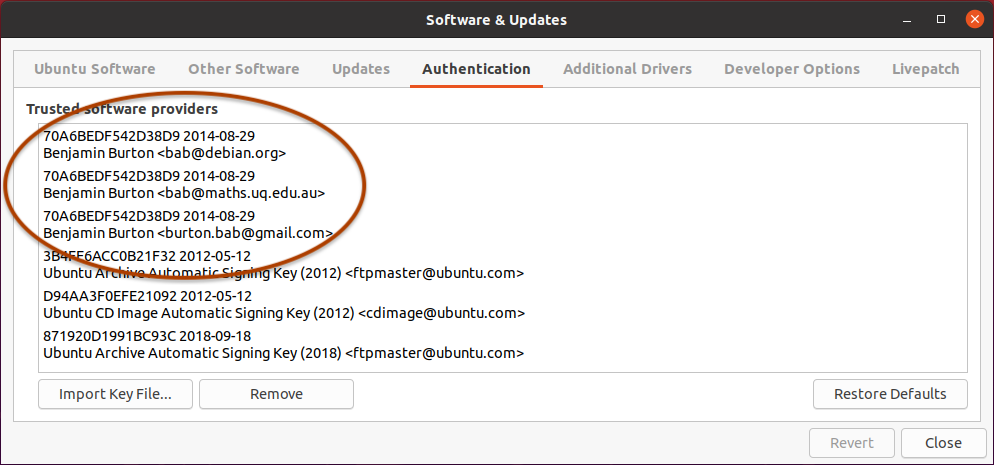 Software & Updates
Ubuntu Software Other Software Updates Authentication Additional Drivers Developer Options Livepatch
Trusted software providers
70A6BEDF542D38D9 2014-08-29
Benjamin Burton <bab@debian.org>
70A6BEDF542D38D9 2014-08-29
Benjamin Burton <bab@maths.uq.edu.au>
70A6BEDF542D38D9 2014-08-29
Benjamin Burton <burton.bab@gmail.com>
3B4FE6ACC0B21F32 2012-05-12
Ubuntu Archive Automatic Signing Key (2012) <ftpmaster@ubuntu.com>
D94AA3F0EFE21092 2012-05-12
Ubuntu CD Image Automatic Signing Key (2012) <cdimage@ubuntu.com>
871920D1991BC93C 2018-09-18
Ubuntu Archive Automatic Signing Key (2018) <ftpmaster@ubuntu.com>
Import Key File... Remove Restore Defaults
Revert Close